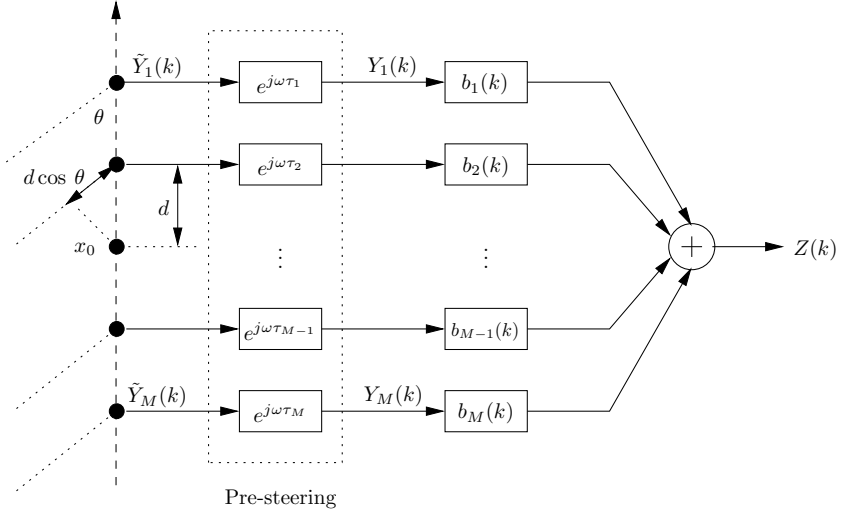 Ỹ₁(k)
e^{jωτ₁}
Y₁(k)
b₁(k)
θ
e^{jωτ₂}
b₂(k)
d cos θ
d
x₀
⋮
⋮
+
Z(k)
e^{jωτ_{M−1}}
b_{M−1}(k)
Ỹ_M(k)
e^{jωτ_M}
Y_M(k)
b_M(k)
Pre-steering